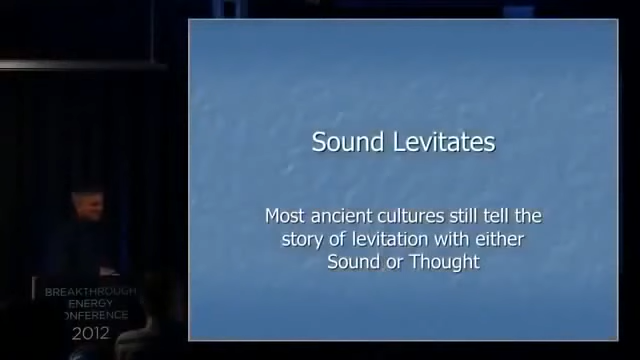 Sound Levitates
Most ancient cultures still tell the
story of levitation with either
Sound or Thought
BREAKTHROUGH
ENERGY
CONFERENCE
2012